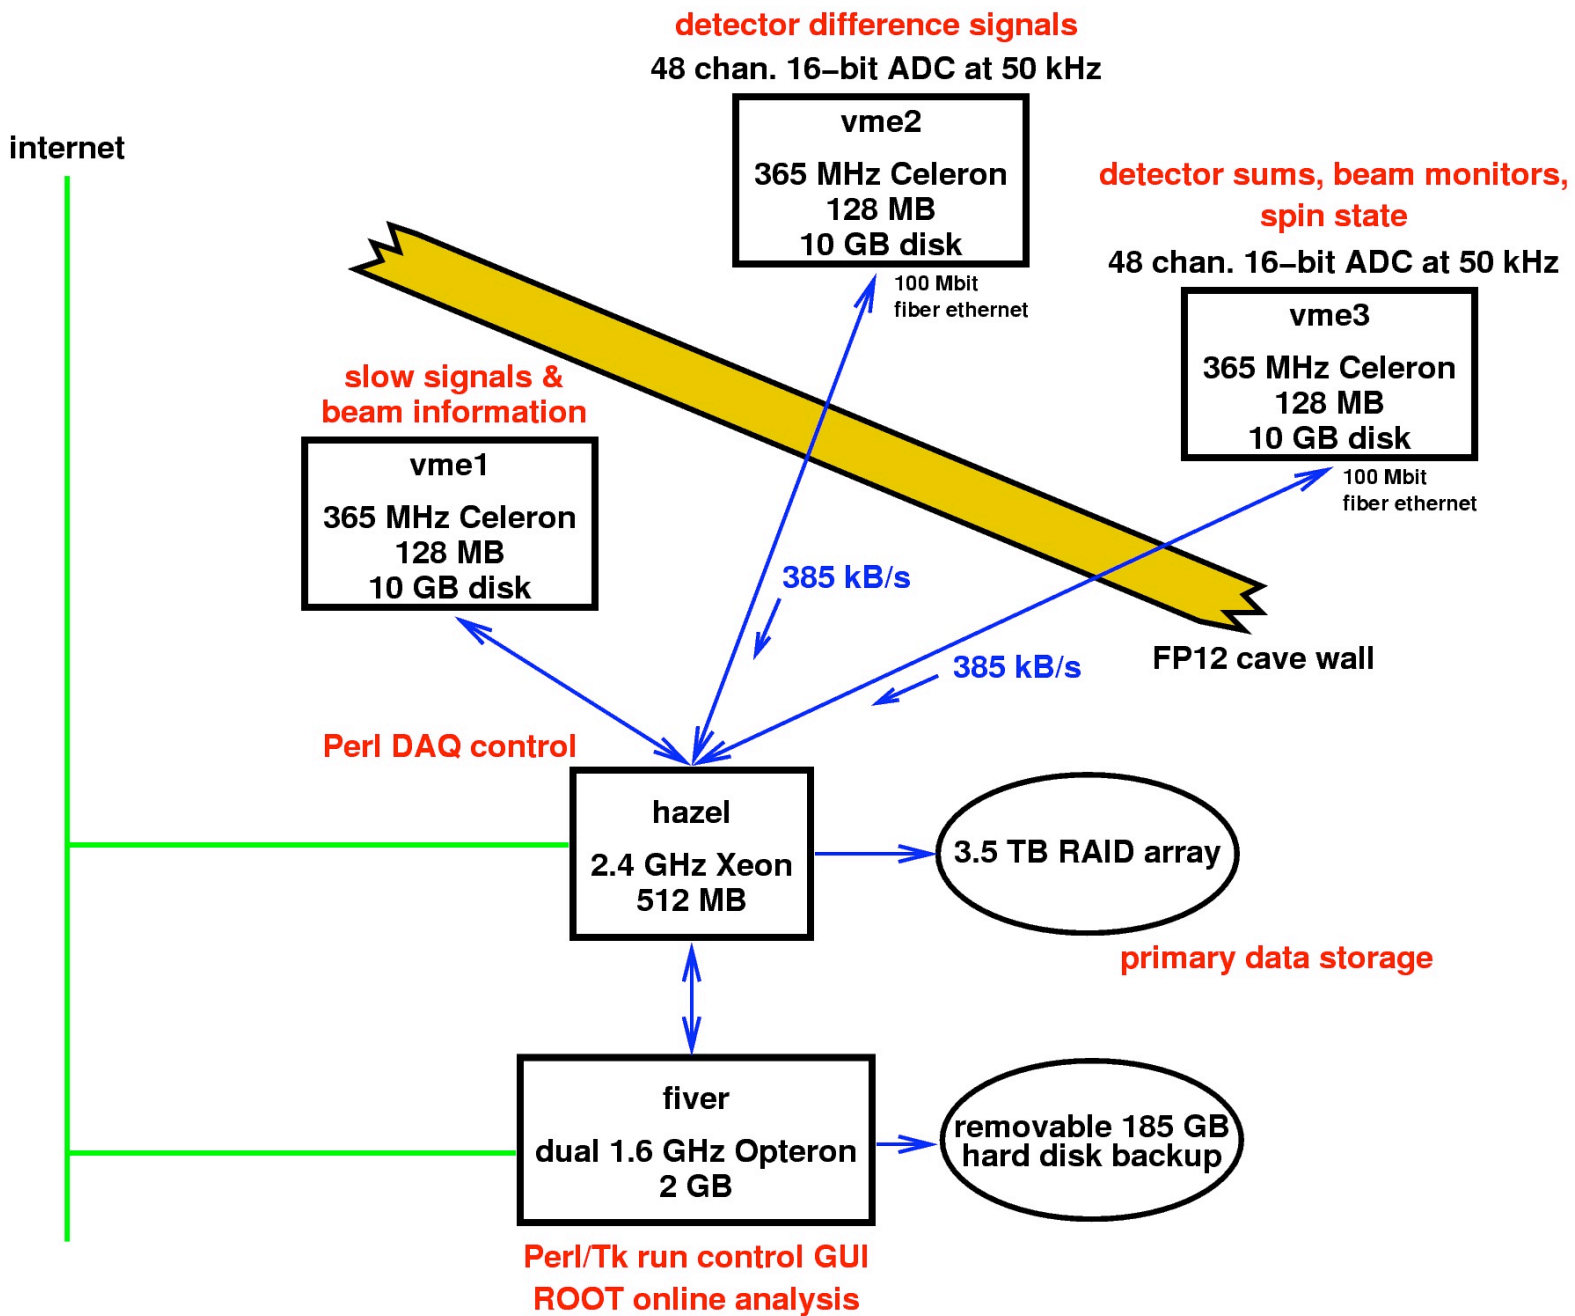 detector difference signals
48 chan. 16−bit ADC at 50 kHz
vme2
365 MHz Celeron
128 MB
10 GB disk
100 Mbit
fiber ethernet
internet
detector sums, beam monitors,
spin state
48 chan. 16−bit ADC at 50 kHz
vme3
365 MHz Celeron
128 MB
10 GB disk
100 Mbit
fiber ethernet
slow signals &
beam information
vme1
365 MHz Celeron
128 MB
10 GB disk
385 kB/s
385 kB/s
FP12 cave wall
Perl DAQ control
hazel
2.4 GHz Xeon
512 MB
3.5 TB RAID array
primary data storage
fiver
dual 1.6 GHz Opteron
2 GB
removable 185 GB
hard disk backup
Perl/Tk run control GUI
ROOT online analysis